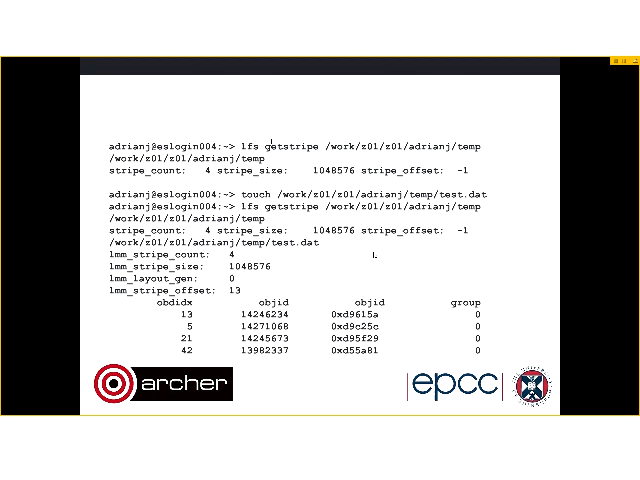 adrianj@eslogin004:~> lfs getstripe /work/z01/z01/adrianj/temp
/work/z01/z01/adrianj/temp
stripe_count: 4 stripe_size: 1048576 stripe_offset: -1
adrianj@eslogin004:~> touch /work/z01/z01/adrianj/temp/test.dat
adrianj@eslogin004:~> lfs getstripe /work/z01/z01/adrianj/temp
/work/z01/z01/adrianj/temp
stripe_count: 4 stripe_size: 1048576 stripe_offset: -1
/work/z01/z01/adrianj/temp/test.dat
lmm_stripe_count: 4
lmm_stripe_size: 1048576
lmm_layout_gen: 0
lmm_stripe_offset: 13
obdidx objid objid group
13 14246234 0xd9615a 0
5 14271068 0xd9c25c 0
21 14245673 0xd95f29 0
42 13982337 0xd55a81 0
archer
epcc